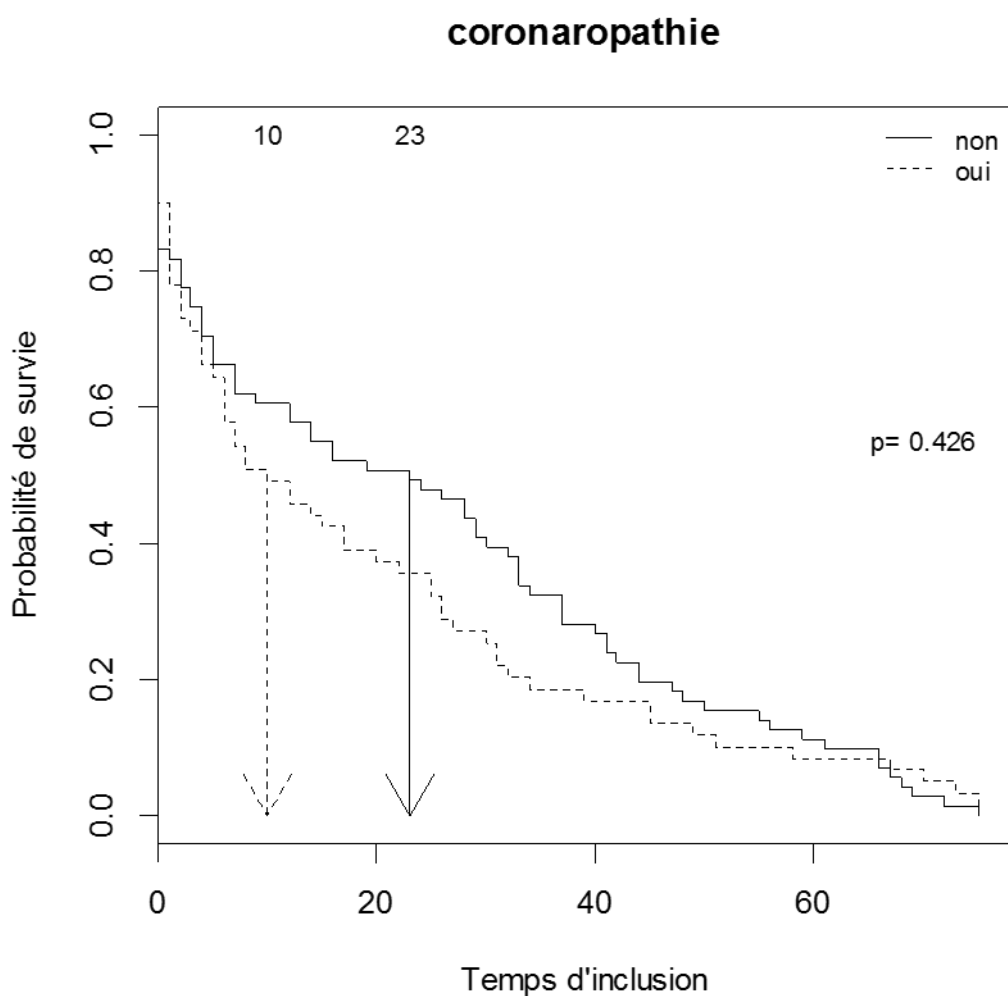 coronaropathie
10 23
non
oui
p= 0.426
Probabilité de survie
1.0
0.8
0.6
0.4
0.2
0.0
0 20 40 60
Temps d'inclusion